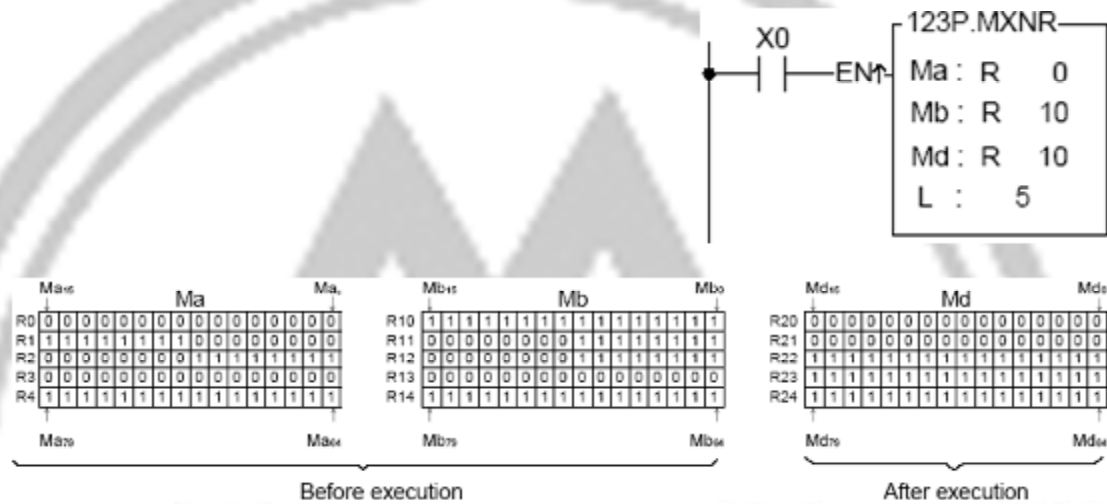 123P.MXNR
X0
EN↑
Ma : R 0
Mb : R 10
Md : R 10
L : 5
Ma15 Ma Ma
R0 0 0 0 0 0 0 0 0 0 0 0 0 0 0 0 0
R1 1 1 1 1 1 1 1 1 0 0 0 0 0 0 0 0
R2 0 0 0 0 0 0 0 0 1 1 1 1 1 1 1 1
R3 0 0 0 0 0 0 0 0 0 0 0 0 0 0 0 0
R4 1 1 1 1 1 1 1 1 1 1 1 1 1 1 1 1
Ma79 Ma64
Mb15 Mb Mb0
R10 1 1 1 1 1 1 1 1 1 1 1 1 1 1 1 1
R11 0 0 0 0 0 0 0 0 1 1 1 1 1 1 1 1
R12 0 0 0 0 0 0 0 0 1 1 1 1 1 1 1 1
R13 0 0 0 0 0 0 0 0 0 0 0 0 0 0 0 0
R14 1 1 1 1 1 1 1 1 1 1 1 1 1 1 1 1
Mb79 Mb64
Md15 Md Md0
R20 0 0 0 0 0 0 0 0 0 0 0 0 0 0 0 0
R21 0 0 0 0 0 0 0 0 0 0 0 0 0 0 0 0
R22 1 1 1 1 1 1 1 1 1 1 1 1 1 1 1 1
R23 1 1 1 1 1 1 1 1 1 1 1 1 1 1 1 1
R24 1 1 1 1 1 1 1 1 1 1 1 1 1 1 1 1
Md79 Md64
Before execution
After execution